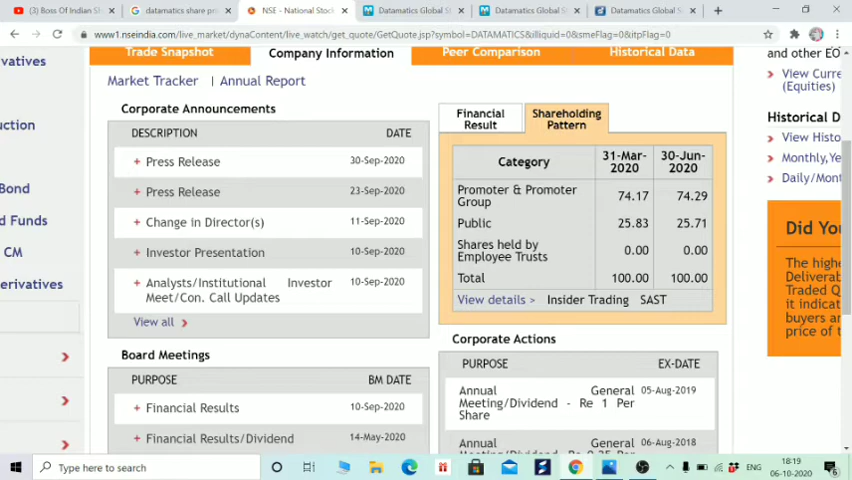 (3) Boss Of Indian Sh
datamatics share pri
NSE - National Stock
Datamatics Global S
Datamatics Global S
Datamatics Global S
www1.nseindia.com/live_market/dynaContent/live_watch/get_quote/GetQuote.jsp?symbol=DATAMATICS&illiquid=0&smeFlag=0&itpFlag=0
Trade Snapshot
Company Information
Peer Comparison
Historical Data
erivatives
uction
Bond
d Funds
CM
erivatives
Market Tracker | Annual Report
Corporate Announcements
DESCRIPTION DATE
+ Press Release 30-Sep-2020
+ Press Release 23-Sep-2020
+ Change in Director(s) 11-Sep-2020
+ Investor Presentation 10-Sep-2020
+ Analysts/Institutional Investor 10-Sep-2020
Meet/Con. Call Updates
View all >
Board Meetings
PURPOSE BM DATE
+ Financial Results 10-Sep-2020
+ Financial Results/Dividend 14-May-2020
Financial
Result
Shareholding
Pattern
Category 31-Mar-2020 30-Jun-2020
Promoter & Promoter
Group 74.17 74.29
Public 25.83 25.71
Shares held by
Employee Trusts 0.00 0.00
Total 100.00 100.00
View details > Insider Trading SAST
Corporate Actions
PURPOSE EX-DATE
Annual General 05-Aug-2019
Meeting/Dividend - Re 1 Per
Share
Annual General 06-Aug-2018
and other EO
> View Curre
(Equities)
Historical D
> View Histo
> Monthly,Ye
> Daily/Mont
Did You
The highe
Deliverab
Traded Q
it indicat
buyers ar
price of t
Type here to search
ENG
18:19
06-10-2020